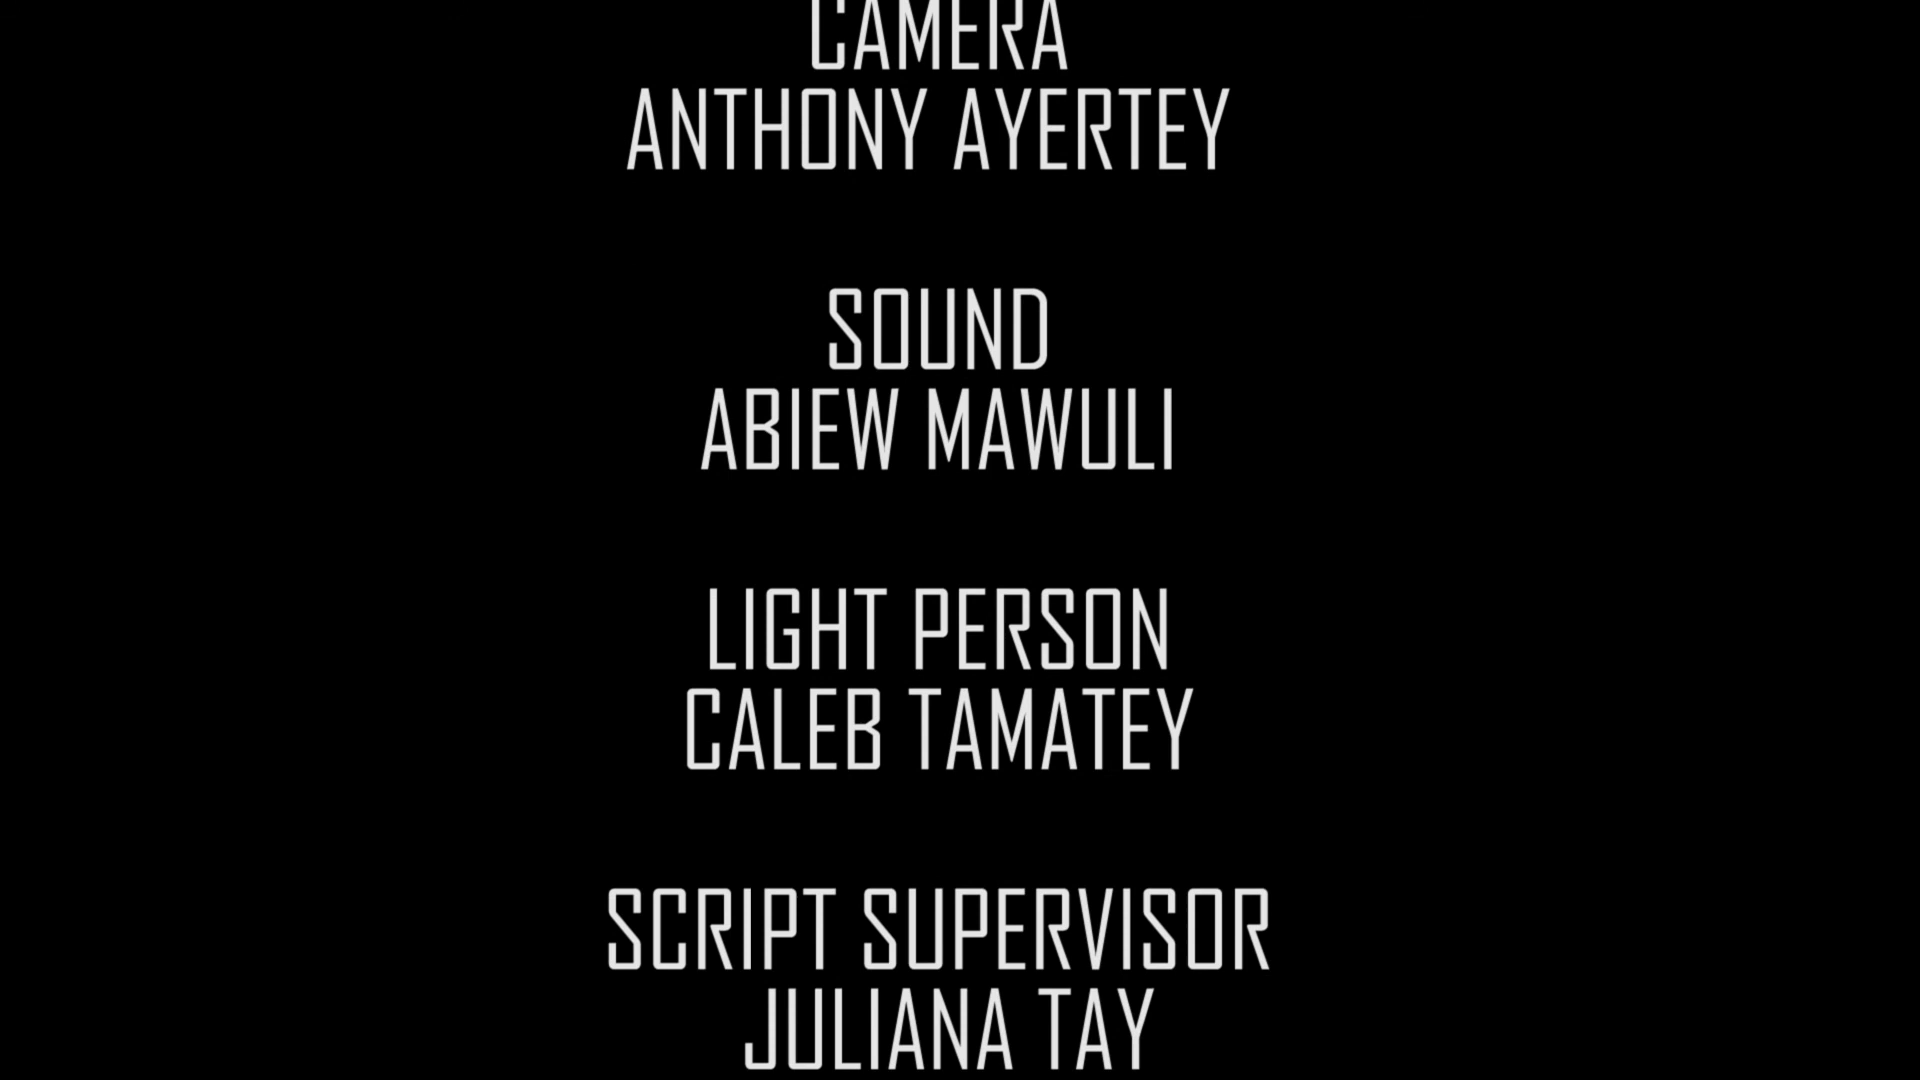 CAMERA
ANTHONY AYERTEY
SOUND
ABIEW MAWULI
LIGHT PERSON
CALEB TAMATEY
SCRIPT SUPERVISOR
JULIANA TAY